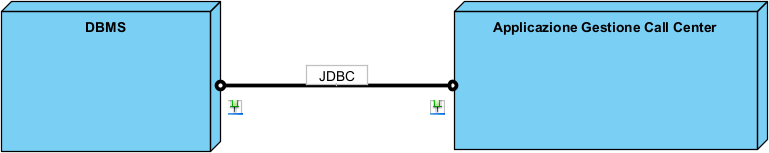 DBMS
Applicazione Gestione Call Center
JDBC